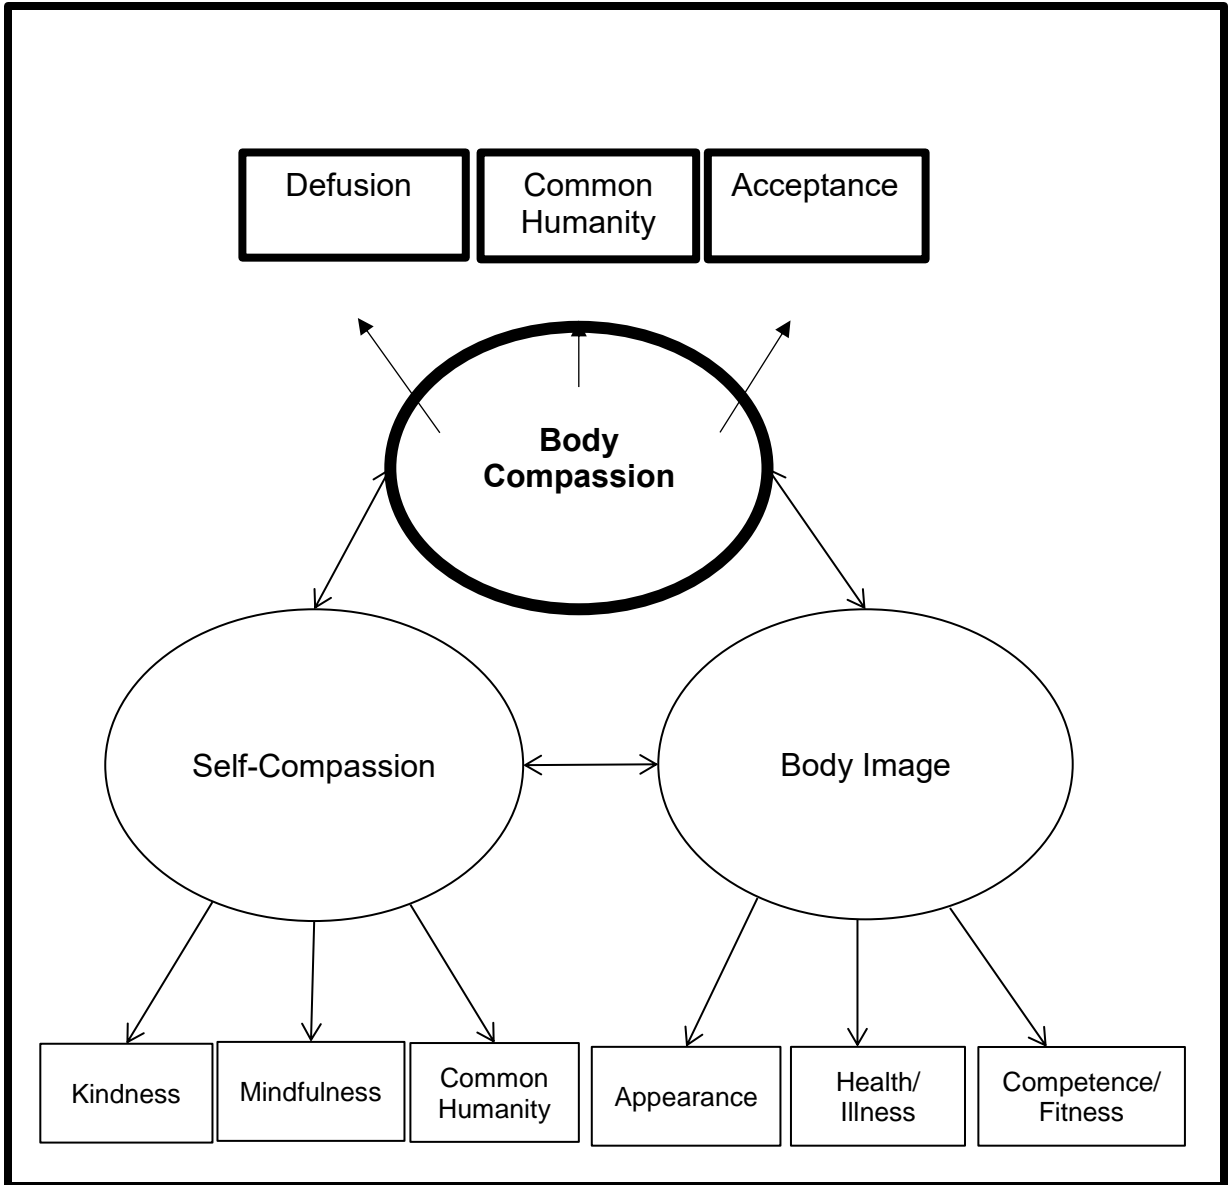 Defusion
Common
Humanity
Acceptance
Body
Compassion
Self-Compassion
Body Image
Kindness
Mindfulness
Common
Humanity
Appearance
Health/
Illness
Competence/
Fitness